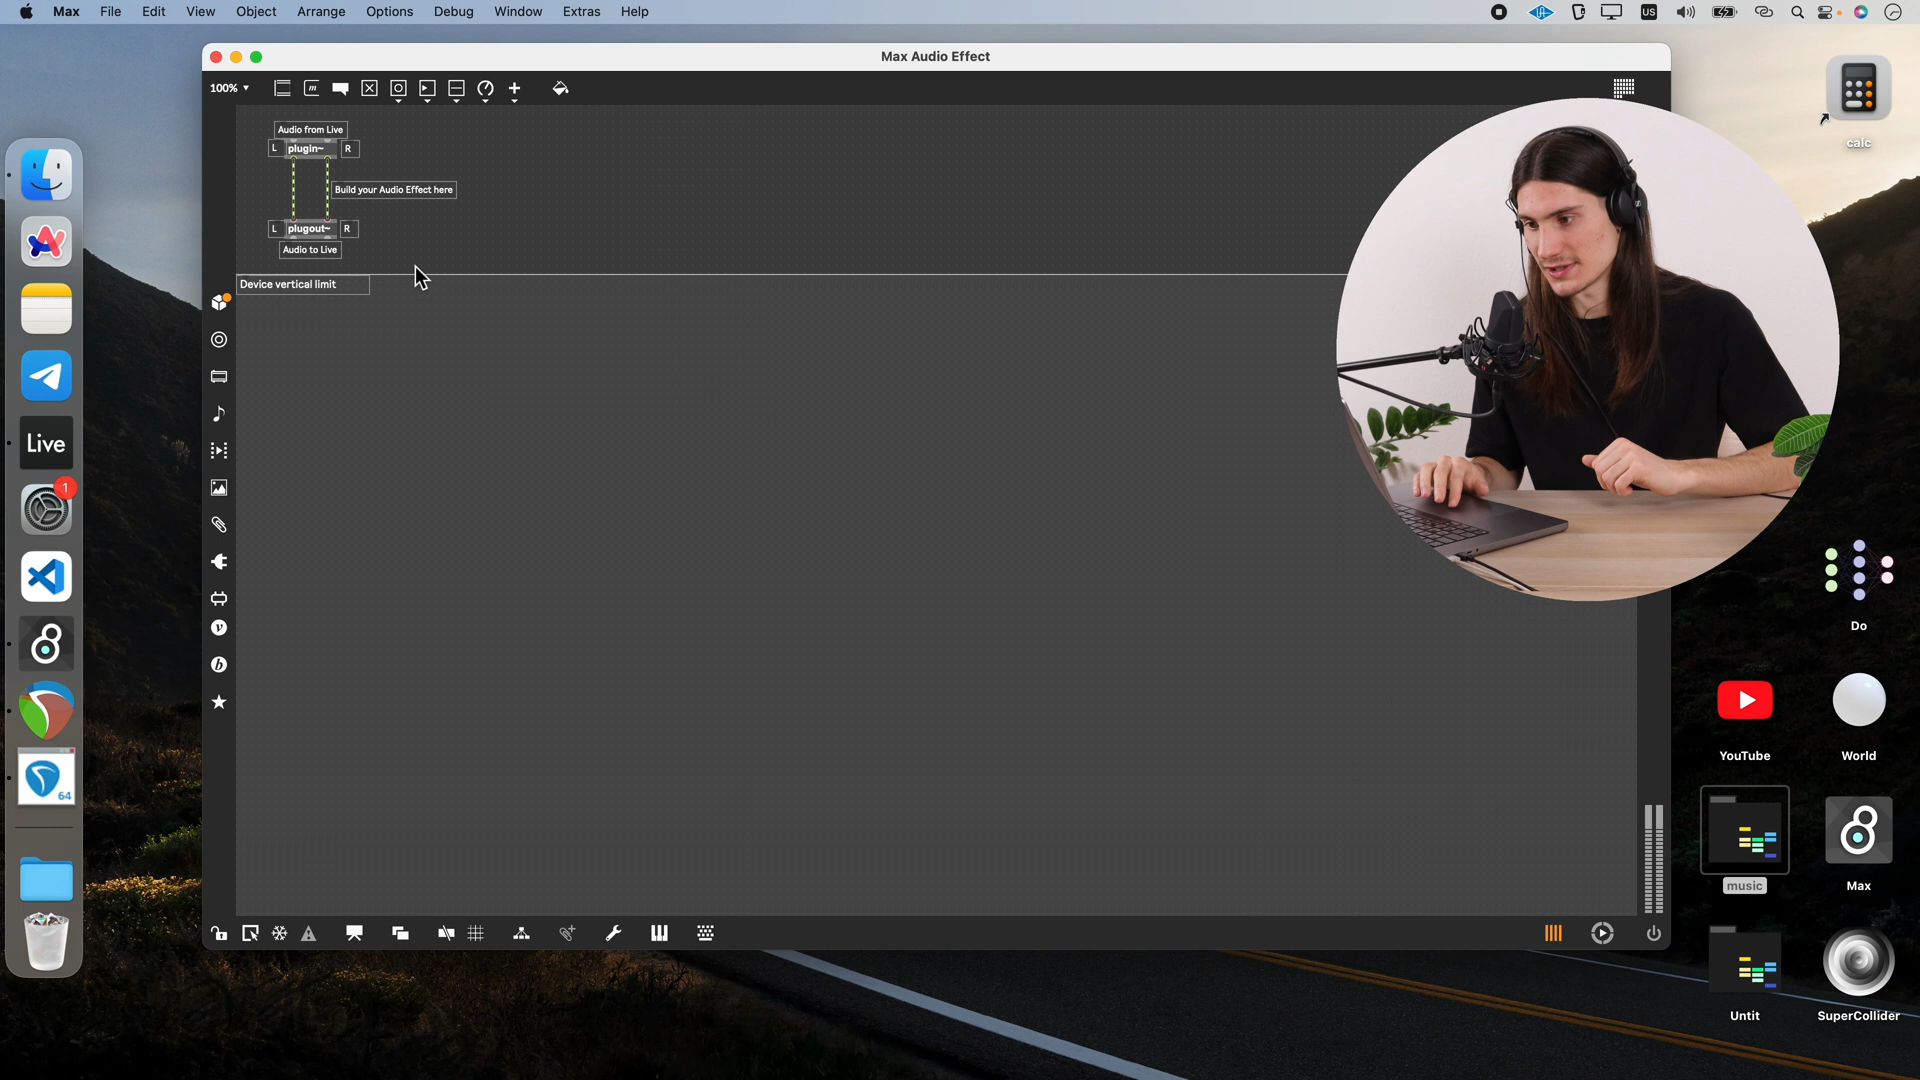 Max File Edit View Object Arrange Options Debug Window Extras Help
US
Max Audio Effect
100%
m
Audio from Live
L plugin~ R
Build your Audio Effect here
L plugout~ R
Audio to Live
Device vertical limit
Live
1
64
v
b
calc
Do
YouTube
World
music
Max
Untit
SuperCollider